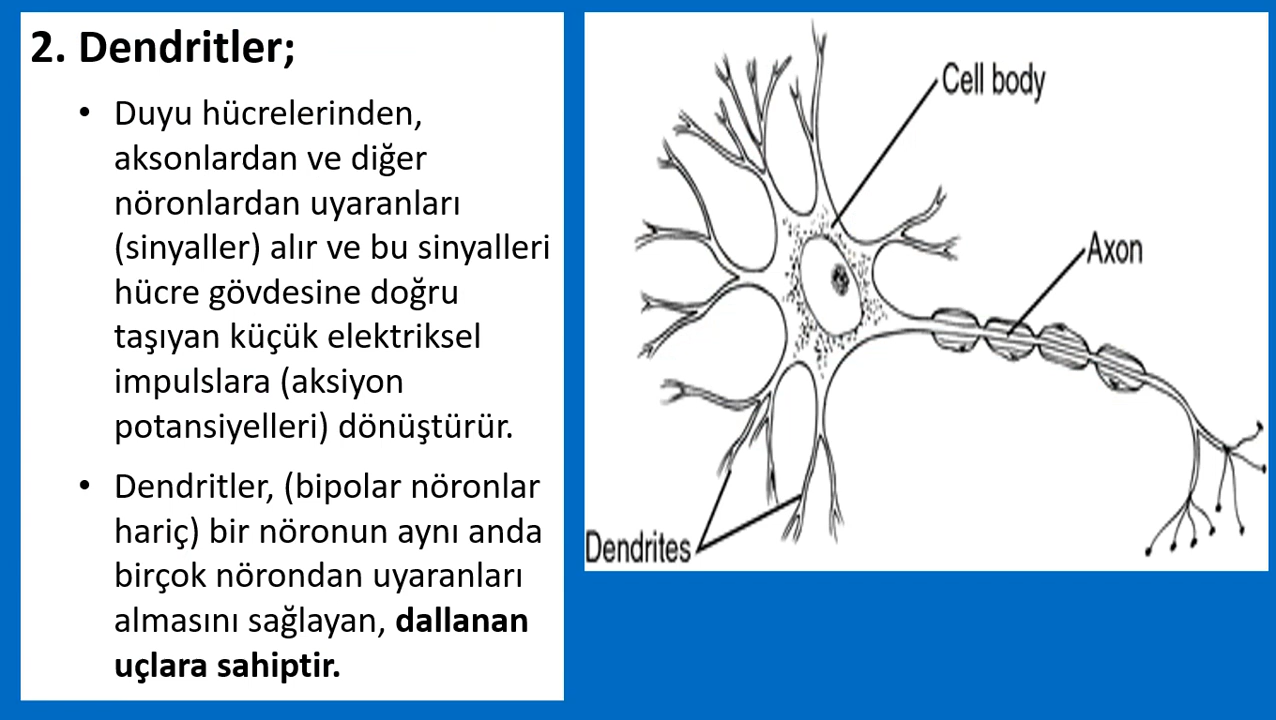 2. Dendritler;
• Duyu hücrelerinden,
aksonlardan ve diğer
nöronlardan uyaranları
(sinyaller) alır ve bu sinyalleri
hücre gövdesine doğru
taşıyan küçük elektriksel
impulslara (aksiyon
potansiyelleri) dönüştürür.
• Dendritler, (bipolar nöronlar
hariç) bir nöronun aynı anda
birçok nörondan uyaranları
almasını sağlayan, dallanan
uçlara sahiptir.
Cell body
Axon
Dendrites